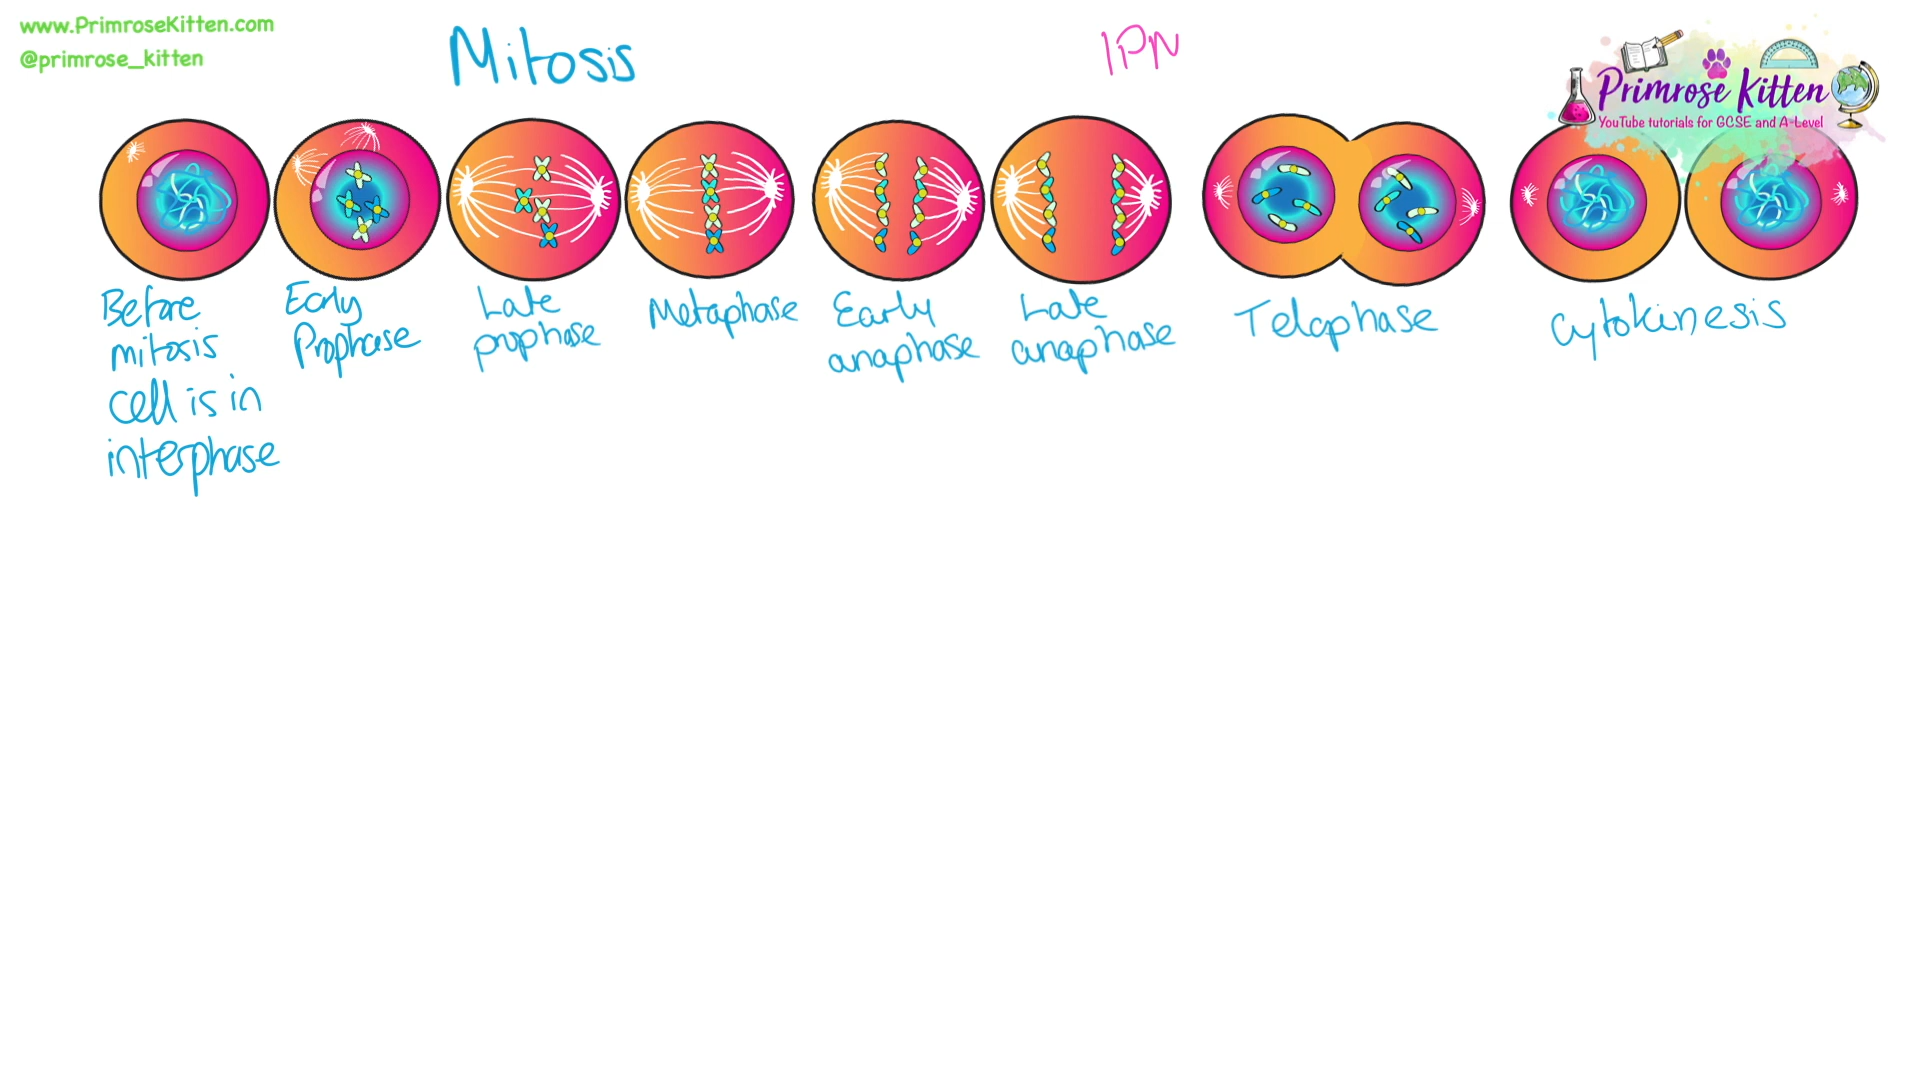 www.PrimroseKitten.com
@primrose_kitten
Mitosis
IPN
Primrose Kitten
YouTube tutorials for GCSE and A-Level
Before
mitosis
cell is in
interphase
Early
Prophase
Late
prophase
Metaphase
Early
anaphase
Late
anaphase
Telophase
Cytokinesis